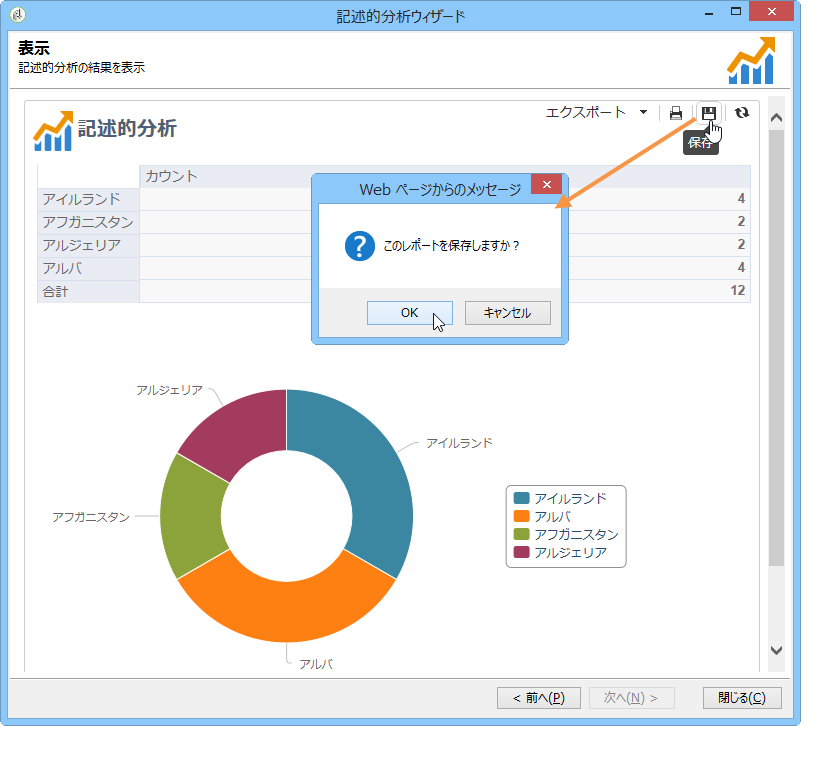 記述的分析ウィザード
表示
記述的分析の結果を表示
記述的分析
エクスポート
保存
カウント
アイルランド 4
アフガニスタン 2
アルジェリア 2
アルバ 4
合計 12
Web ページからのメッセージ
このレポートを保存しますか?
OK キャンセル
アルジェリア
アイルランド
アフガニスタン
アルバ
アイルランド
アルバ
アフガニスタン
アルジェリア
< 前へ(P) 次へ(N) > 閉じる(C)